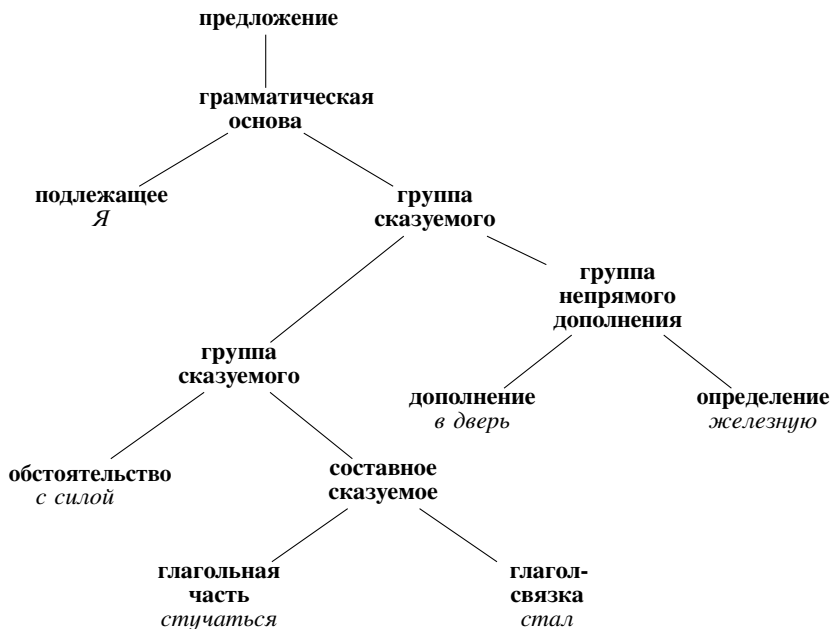 предложение
грамматическая
основа
подлежащее
Я
группа
сказуемого
группа
непрямого
дополнения
группа
сказуемого
дополнение
в дверь
определение
железную
обстоятельство
с силой
составное
сказуемое
глагольная
часть
стучаться
глагол-
связка
стал